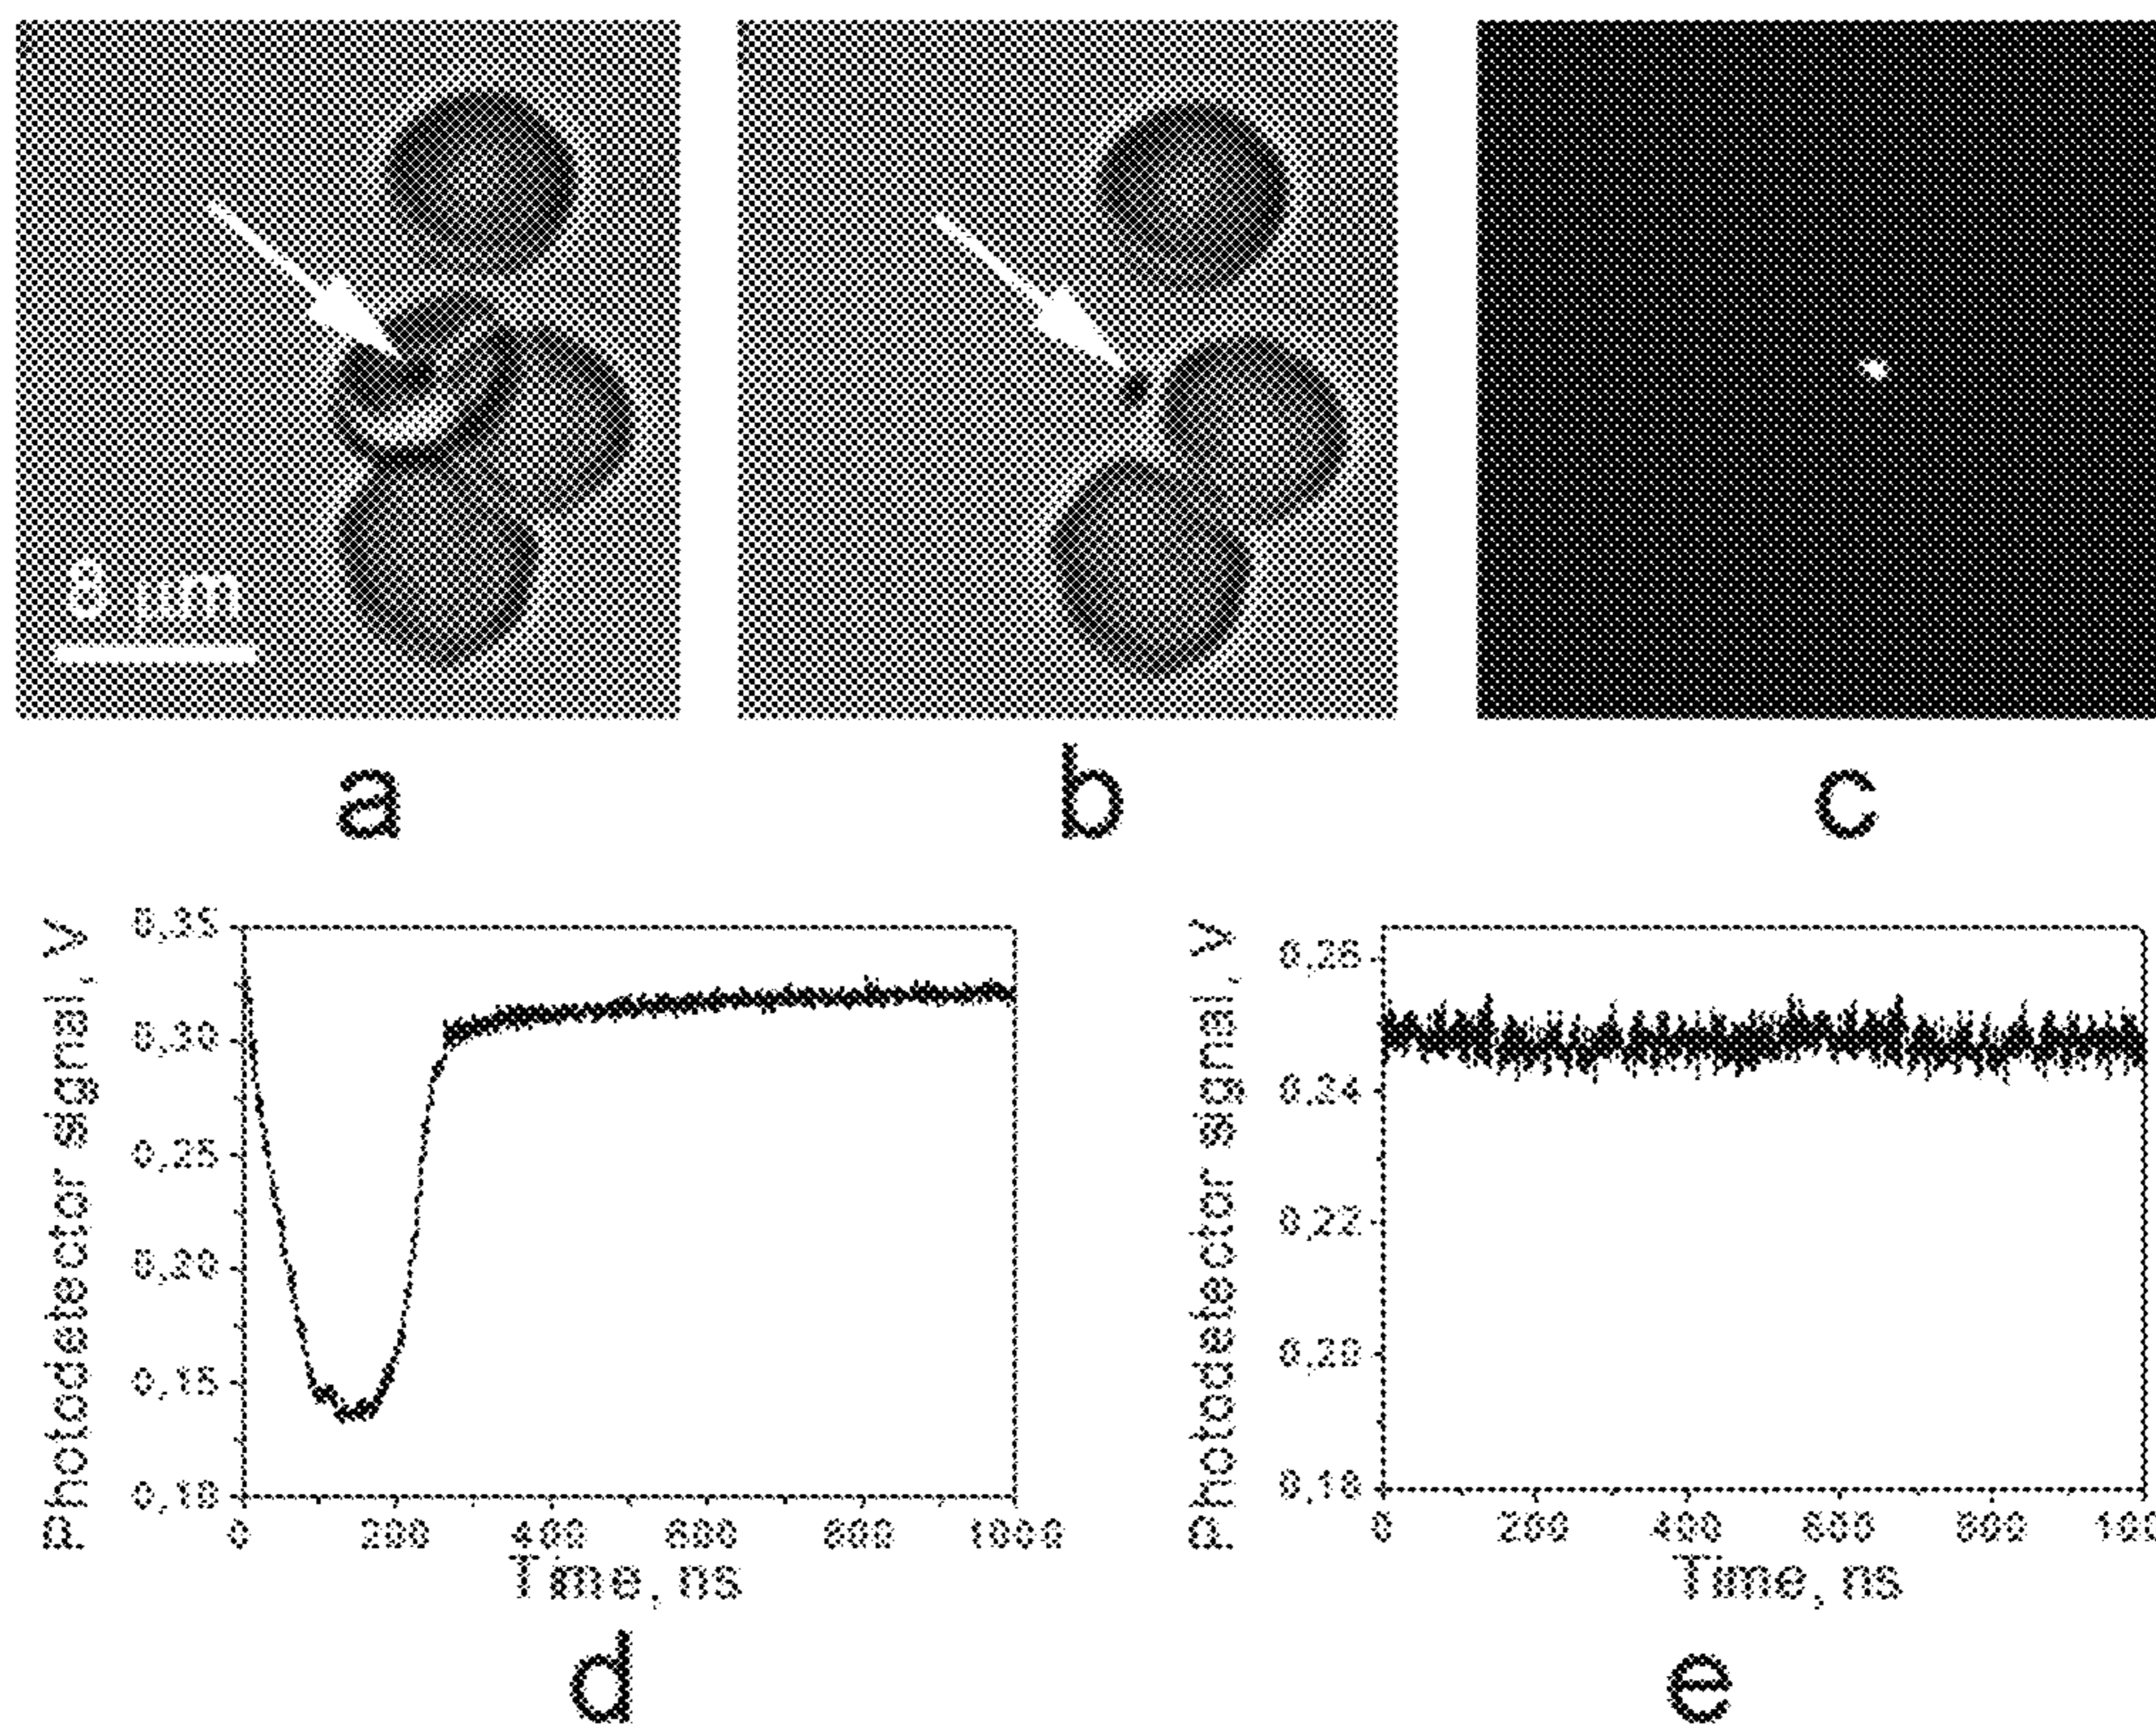 8 µm
a
b
c
Photodetector signal, V
0,35
0,30
0,25
0,20
0,15
0,10
0
200
400
600
800
1000
Time, ns
d
Photodetector signal, V
0,26
0,24
0,22
0,20
0,18
0
200
400
600
800
Time, ns
e